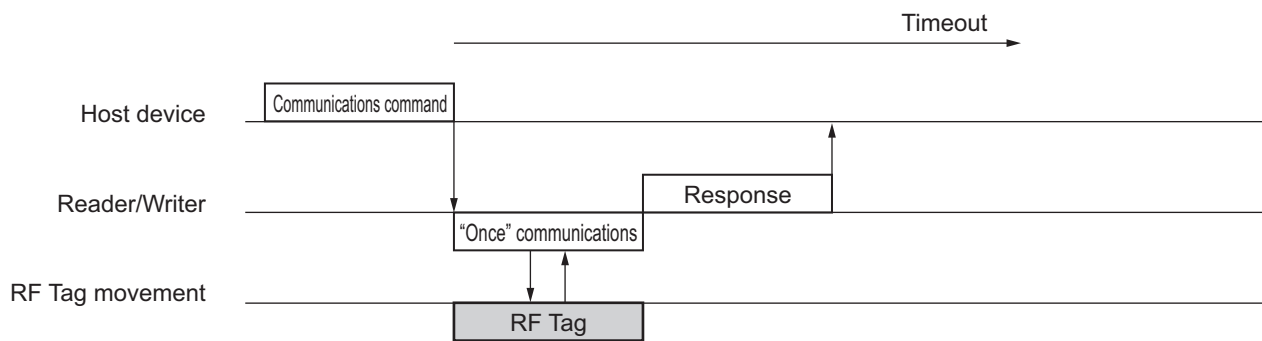 Timeout
Host device
Communications command
Reader/Writer
Response
“Once” communications
RF Tag movement
RF Tag